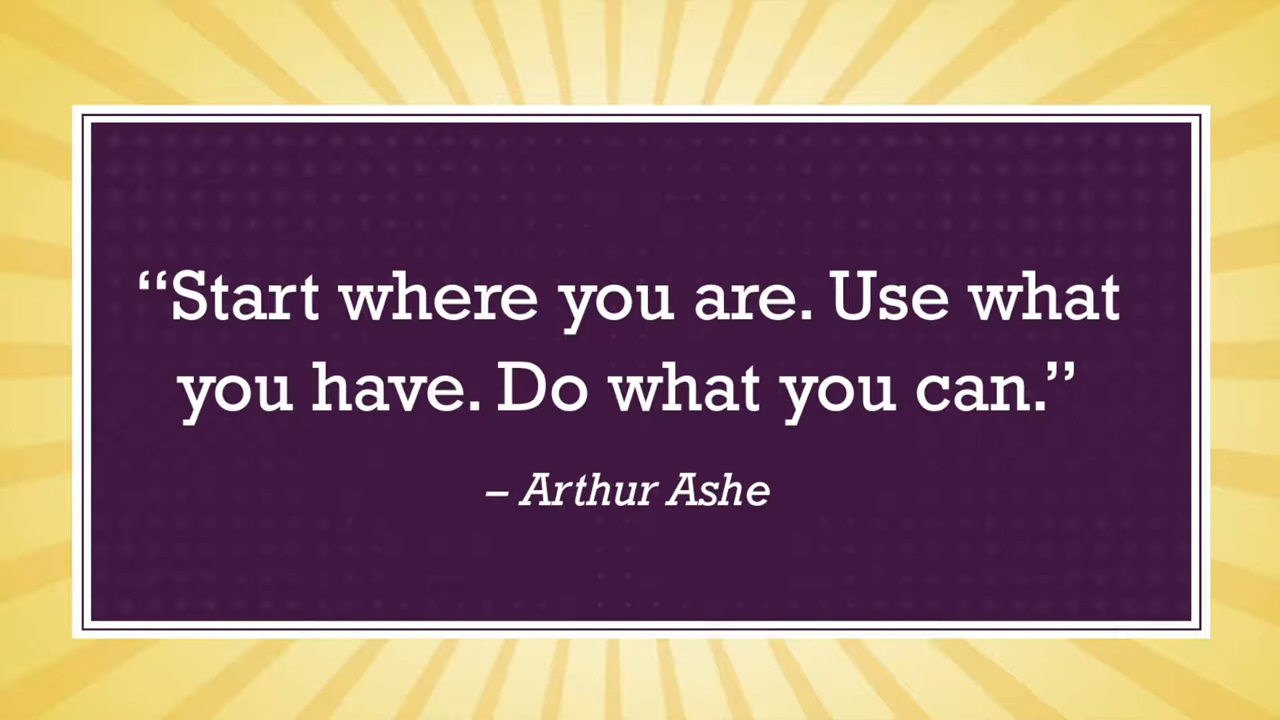 “Start where you are. Use what
you have. Do what you can.”
– Arthur Ashe